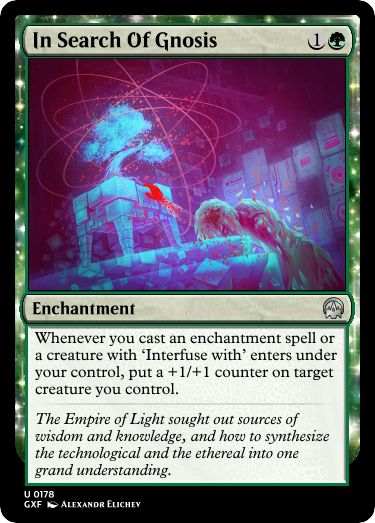 In Search Of Gnosis 1
Enchantment
Whenever you cast an enchantment spell or
a creature with ‘Interfuse with’ enters under
your control, put a +1/+1 counter on target
creature you control.
The Empire of Light sought out sources of
wisdom and knowledge, and how to synthesize
the technological and the ethereal into one
grand understanding.
U 0178
GXF Alexandr Elichev